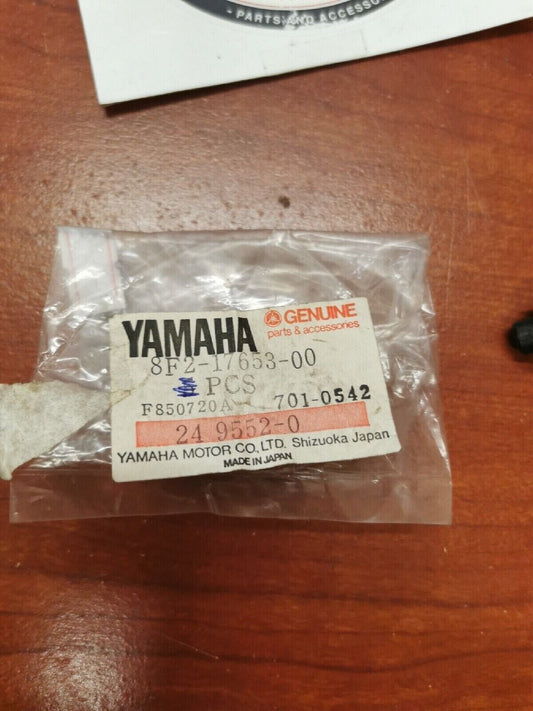 - PARTS AND ACCESSOR
YAMAHA
GENUINE
parts & accessories
8F2-17653-00
PCS
F850720A
701-0542
24 9552-0
YAMAHA MOTOR CO., LTD. Shizuoka Japan
MADE IN JAPAN